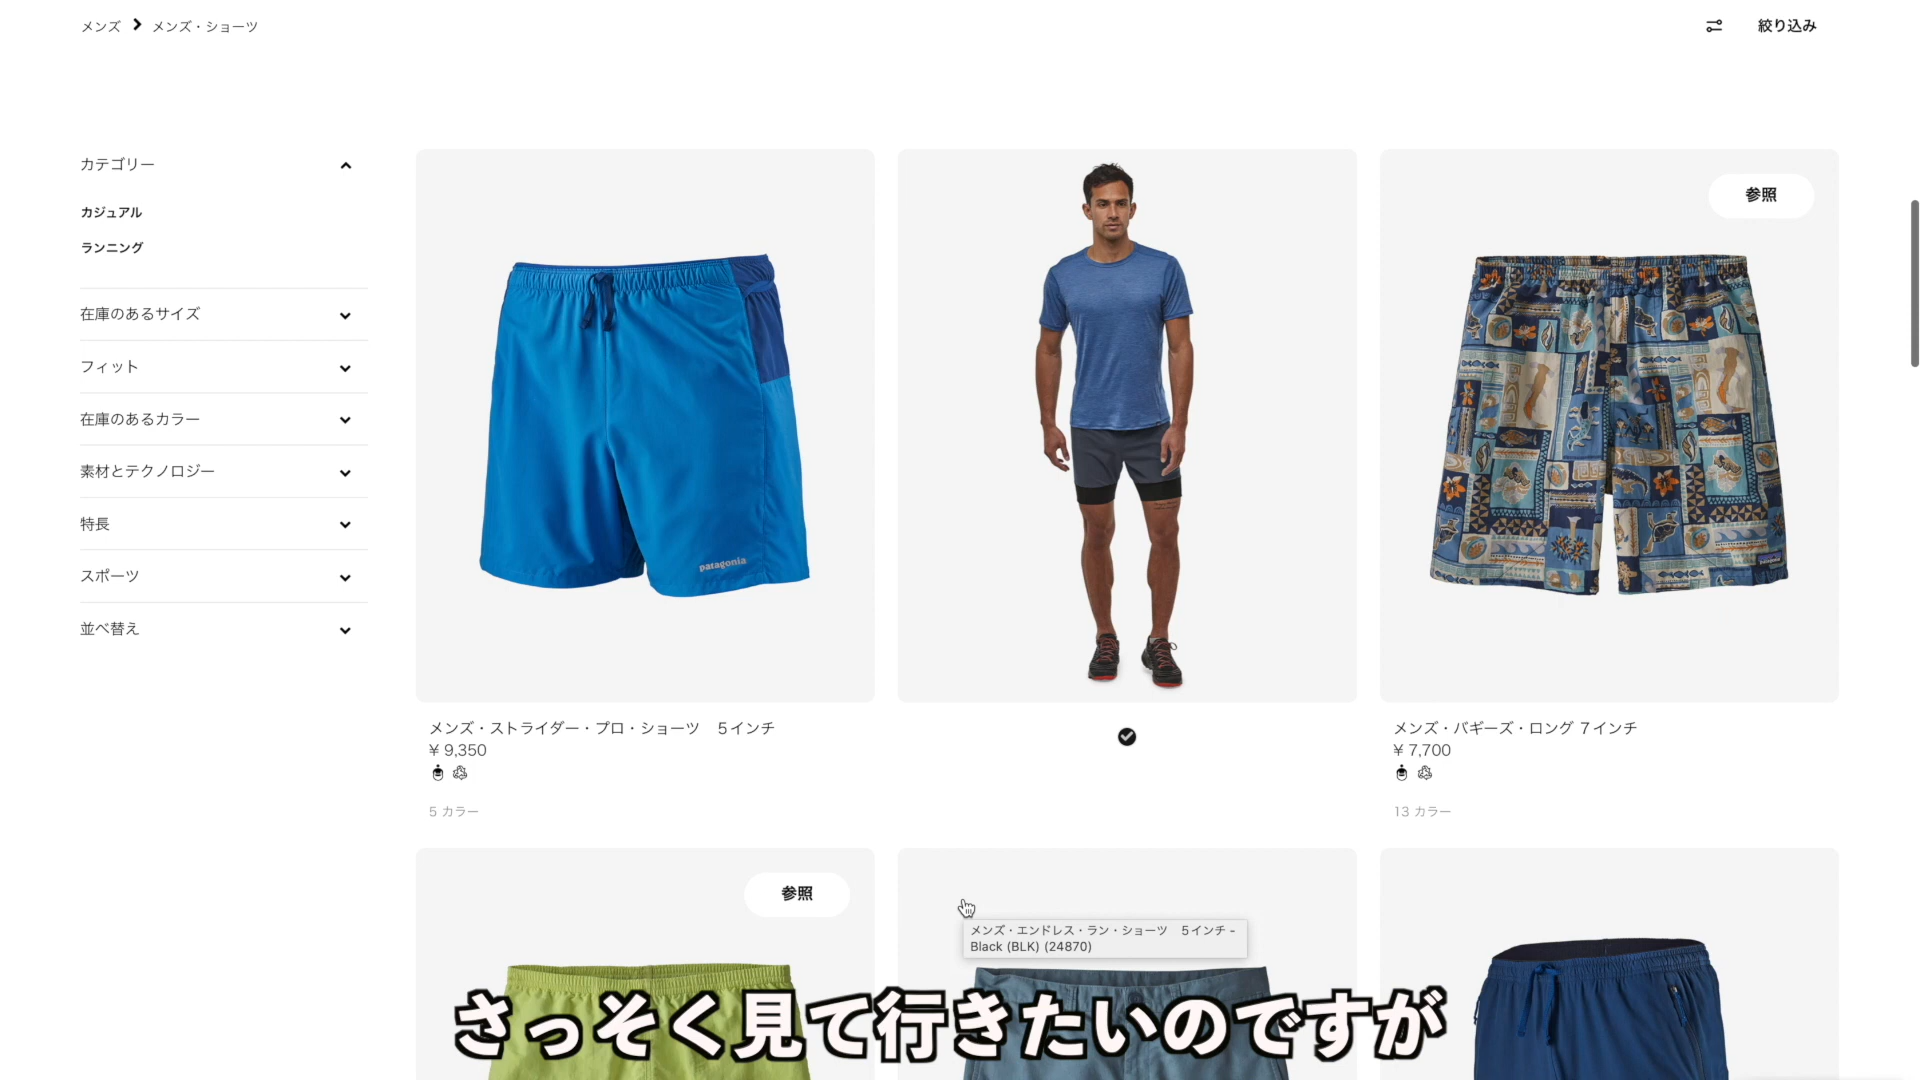 メンズ メンズ・ショーツ
絞り込み
カテゴリー
カジュアル
ランニング
在庫のあるサイズ
フィット
在庫のあるカラー
素材とテクノロジー
特長
スポーツ
並べ替え
patagonia
参照
patagonia
メンズ・ストライダー・プロ・ショーツ　5インチ
¥ 9,350
5 カラー
メンズ・バギーズ・ロング 7インチ
¥ 7,700
13 カラー
参照
メンズ・エンドレス・ラン・ショーツ　5インチ -
Black (BLK) (24870)
さっそく見て行きたいのですが